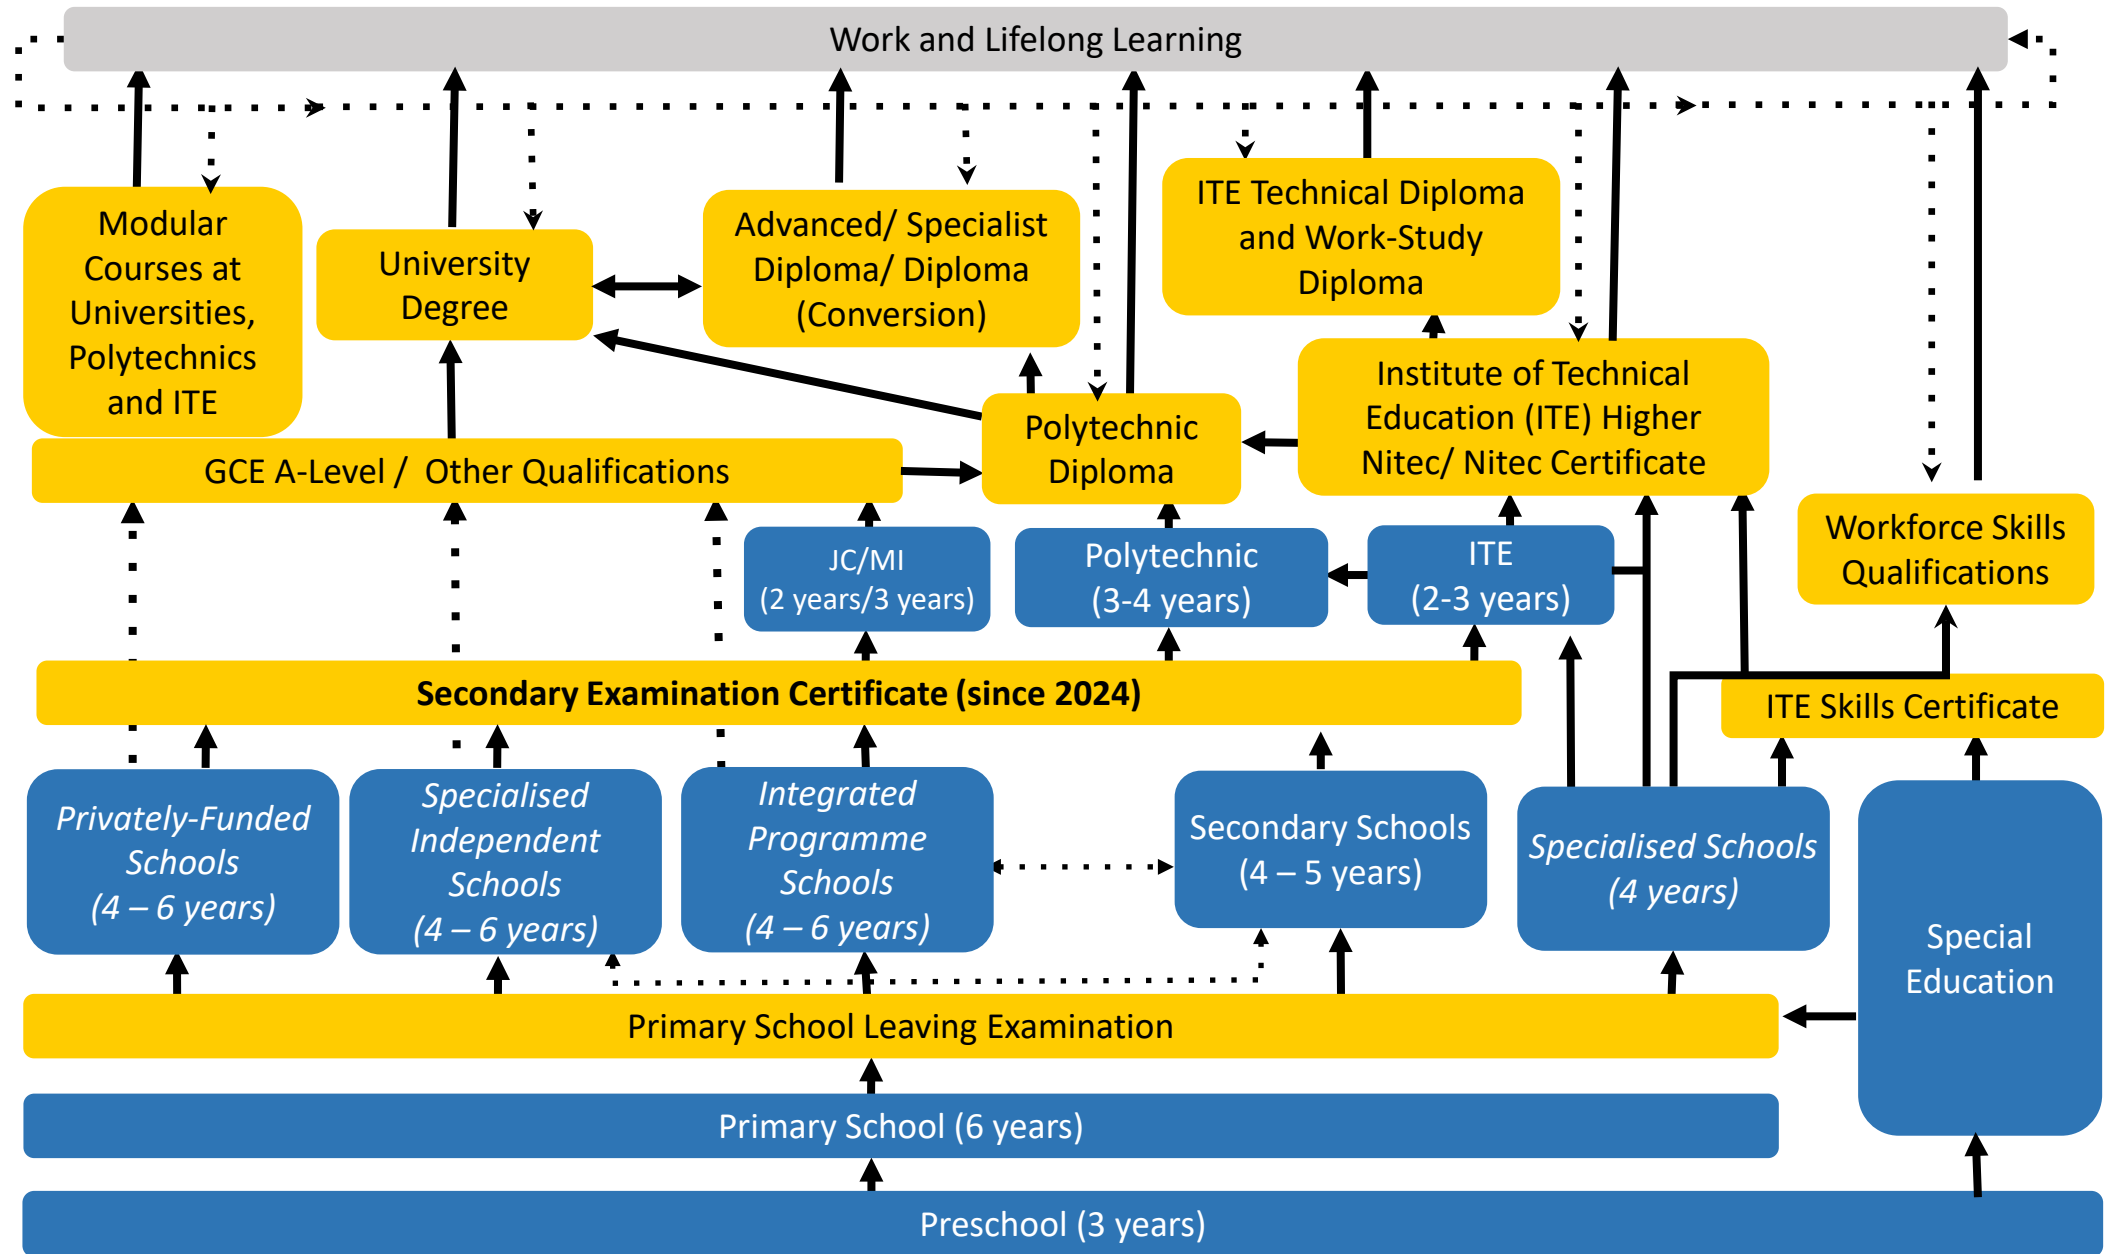 Work and Lifelong Learning
Modular
Courses at
Universities,
Polytechnics
and ITE
University
Degree
Advanced/ Specialist
Diploma/ Diploma
(Conversion)
ITE Technical Diploma
and Work-Study
Diploma
Institute of Technical
Education (ITE) Higher
Nitec/ Nitec Certificate
Polytechnic
Diploma
GCE A-Level / Other Qualifications
Workforce Skills
Qualifications
JC/MI
(2 years/3 years)
Polytechnic
(3-4 years)
ITE
(2-3 years)
Secondary Examination Certificate (since 2024)
ITE Skills Certificate
Privately-Funded
Schools
(4 – 6 years)
Specialised
Independent
Schools
(4 – 6 years)
Integrated
Programme
Schools
(4 – 6 years)
Secondary Schools
(4 – 5 years)
Specialised Schools
(4 years)
Special
Education
Primary School Leaving Examination
Primary School (6 years)
Preschool (3 years)